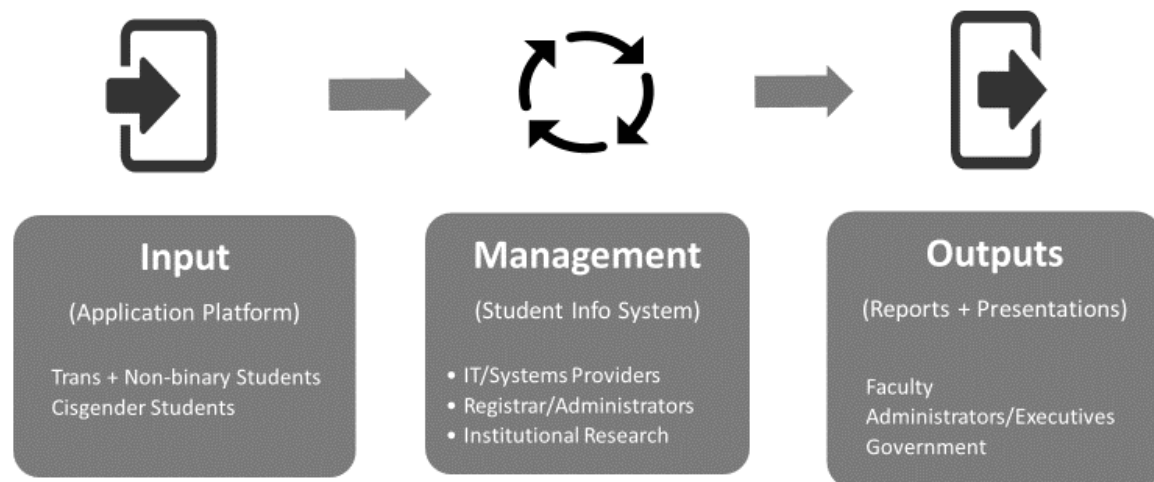 Input
(Application Platform)
Trans + Non-binary Students
Cisgender Students
Management
(Student Info System)
• IT/Systems Providers
• Registrar/Administrators
• Institutional Research
Outputs
(Reports + Presentations)
Faculty
Administrators/Executives
Government